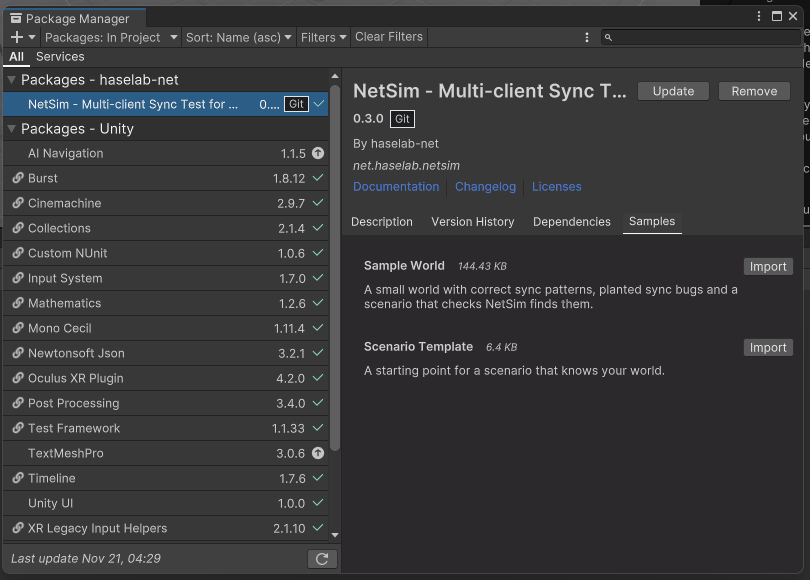 Package Manager
Packages: In Project
Sort: Name (asc)
Filters
Clear Filters
All
Services
Packages - haselab-net
NetSim - Multi-client Sync Test for ...
0....
Git
Packages - Unity
AI Navigation
1.1.5
Burst
1.8.12
Cinemachine
2.9.7
Collections
2.1.4
Custom NUnit
1.0.6
Input System
1.7.0
Mathematics
1.2.6
Mono Cecil
1.11.4
Newtonsoft Json
3.2.1
Oculus XR Plugin
4.2.0
Post Processing
3.4.0
Test Framework
1.1.33
TextMeshPro
3.0.6
Timeline
1.7.6
Unity UI
1.0.0
XR Legacy Input Helpers
2.1.10
Last update Nov 21, 04:29
NetSim - Multi-client Sync T...
Update
Remove
0.3.0
Git
By haselab-net
net.haselab.netsim
Documentation
Changelog
Licenses
Description
Version History
Dependencies
Samples
Sample World
144.43 KB
Import
A small world with correct sync patterns, planted sync bugs and a
scenario that checks NetSim finds them.
Scenario Template
6.4 KB
Import
A starting point for a scenario that knows your world.